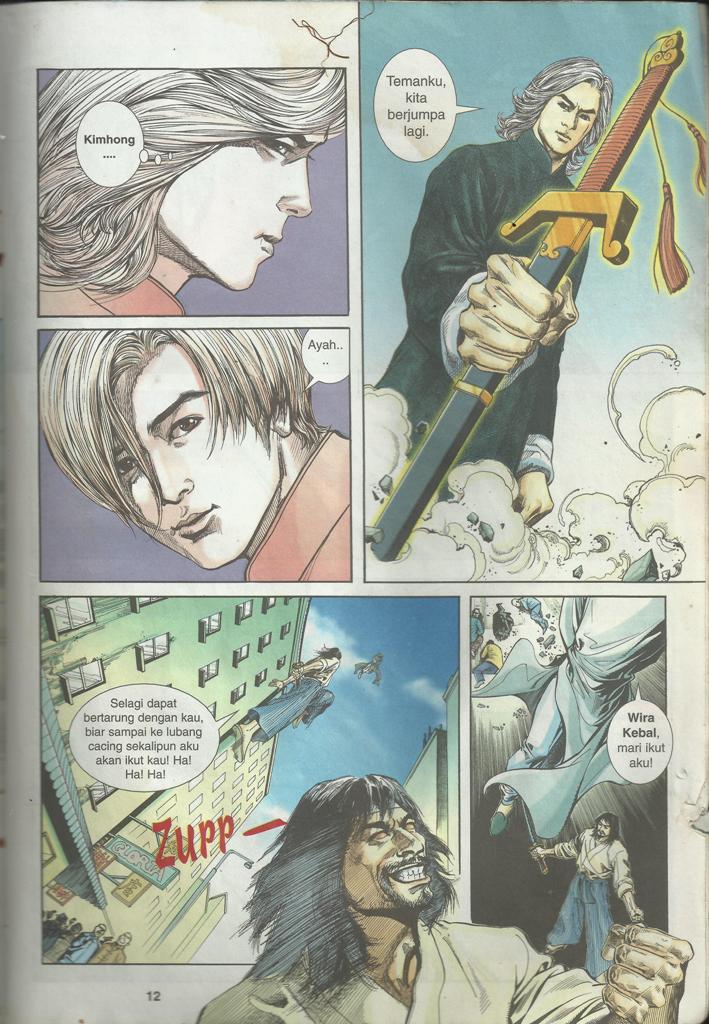 Kimhong
....
Temanku,
kita
berjumpa
lagi.
Ayah..
..
Selagi dapat
bertarung dengan kau,
biar sampai ke lubang
cacing sekalipun aku
akan ikut kau! Ha!
Ha! Ha!
Zupp
GLORIA
Wira
Kebal,
mari ikut
aku!
12